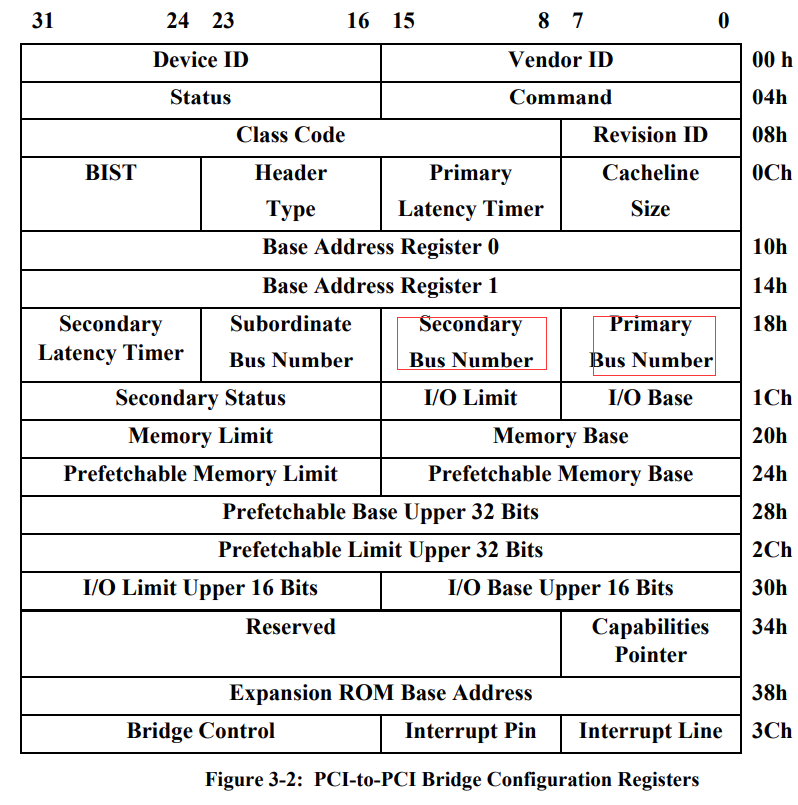 31 24 23 16 15 8 7 0
Device ID Vendor ID 00 h
Status Command 04h
Class Code Revision ID 08h
BIST Header Primary Cacheline 0Ch
Type Latency Timer Size
Base Address Register 0 10h
Base Address Register 1 14h
Secondary Subordinate Secondary Primary 18h
Latency Timer Bus Number Bus Number Bus Number
Secondary Status I/O Limit I/O Base 1Ch
Memory Limit Memory Base 20h
Prefetchable Memory Limit Prefetchable Memory Base 24h
Prefetchable Base Upper 32 Bits 28h
Prefetchable Limit Upper 32 Bits 2Ch
I/O Limit Upper 16 Bits I/O Base Upper 16 Bits 30h
Reserved Capabilities 34h
Pointer
Expansion ROM Base Address 38h
Bridge Control Interrupt Pin Interrupt Line 3Ch
Figure 3-2: PCI-to-PCI Bridge Configuration Registers